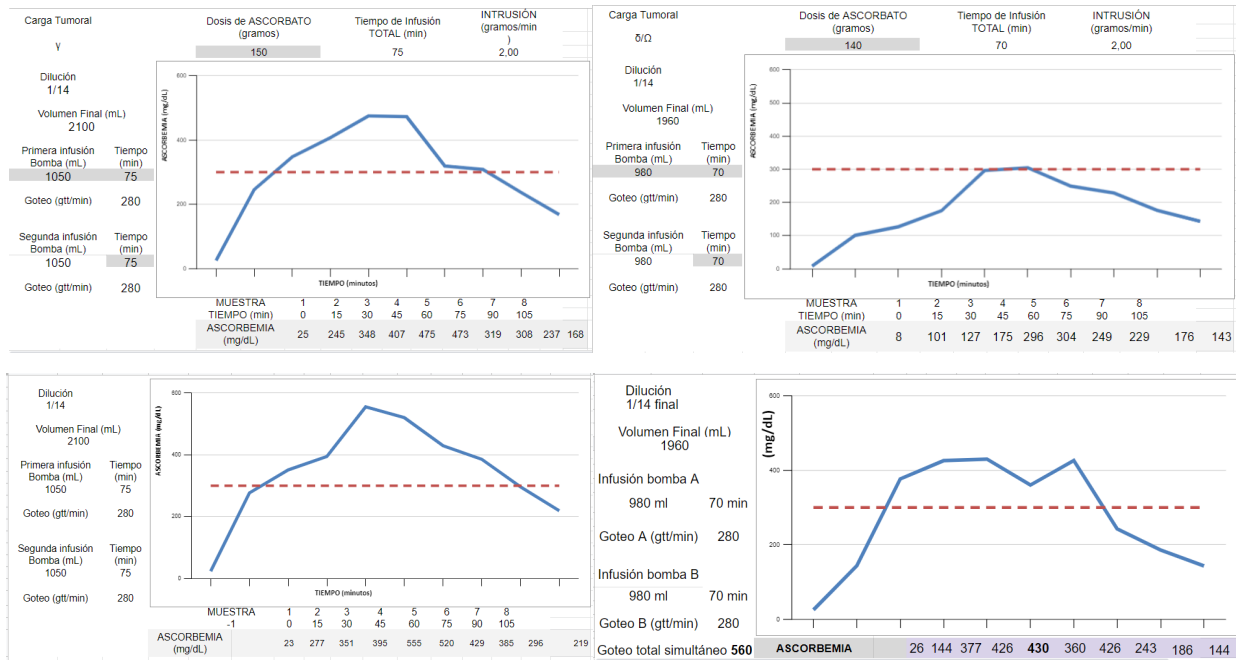 Carga Tumoral
γ
Dosis de ASCORBATO
(gramos)
150
Tiempo de Infusión
TOTAL (min)
75
INTRUSIÓN
(gramos/min
)
2,00
Dilución
1/14
Volumen Final (mL)
2100
Primera infusión Tiempo
Bomba (mL) (min)
1050 75
Goteo (gtt/min) 280
Segunda infusión Tiempo
Bomba (mL) (min)
1050 75
Goteo (gtt/min) 280
ASCORBEMIA (mg/dL)
600
400
200
0
TIEMPO (minutos)
MUESTRA 1 2 3 4 5 6 7 8
TIEMPO (min) 0 15 30 45 60 75 90 105
ASCORBEMIA
(mg/dL) 25 245 348 407 475 473 319 308 237 168
Carga Tumoral
δ/Ω
Dosis de ASCORBATO
(gramos)
140
Tiempo de Infusión
TOTAL (min)
70
INTRUSIÓN
(gramos/min)
2,00
Dilución
1/14
Volumen Final (mL)
1960
Primera infusión Tiempo
Bomba (mL) (min)
980 70
Goteo (gtt/min) 280
Segunda infusión Tiempo
Bomba (mL) (min)
980 70
Goteo (gtt/min) 280
ASCORBEMIA (mg/dL)
600
500
400
300
200
100
0
TIEMPO (minutos)
MUESTRA 1 2 3 4 5 6 7 8
TIEMPO (min) 0 15 30 45 60 75 90 105
ASCORBEMIA
(mg/dL) 8 101 127 175 296 304 249 229 176 143
Dilución
1/14
Volumen Final (mL)
2100
Primera infusión Tiempo
Bomba (mL) (min)
1050 75
Goteo (gtt/min) 280
Segunda infusión Tiempo
Bomba (mL) (min)
1050 75
Goteo (gtt/min) 280
ASCORBEMIA (mg/dL)
600
400
200
0
TIEMPO (minutos)
MUESTRA 1 2 3 4 5 6 7 8
-1 0 15 30 45 60 75 90 105
ASCORBEMIA
(mg/dL) 23 277 351 395 555 520 429 385 296 219
Dilución
1/14 final
Volumen Final (mL)
1960
Infusión bomba A
980 ml 70 min
Goteo A (gtt/min) 280
Infusión bomba B
980 ml 70 min
Goteo B (gtt/min) 280
Goteo total simultáneo 560
(mg/dL)
600
400
200
0
ASCORBEMIA 26 144 377 426 430 360 426 243 186 144